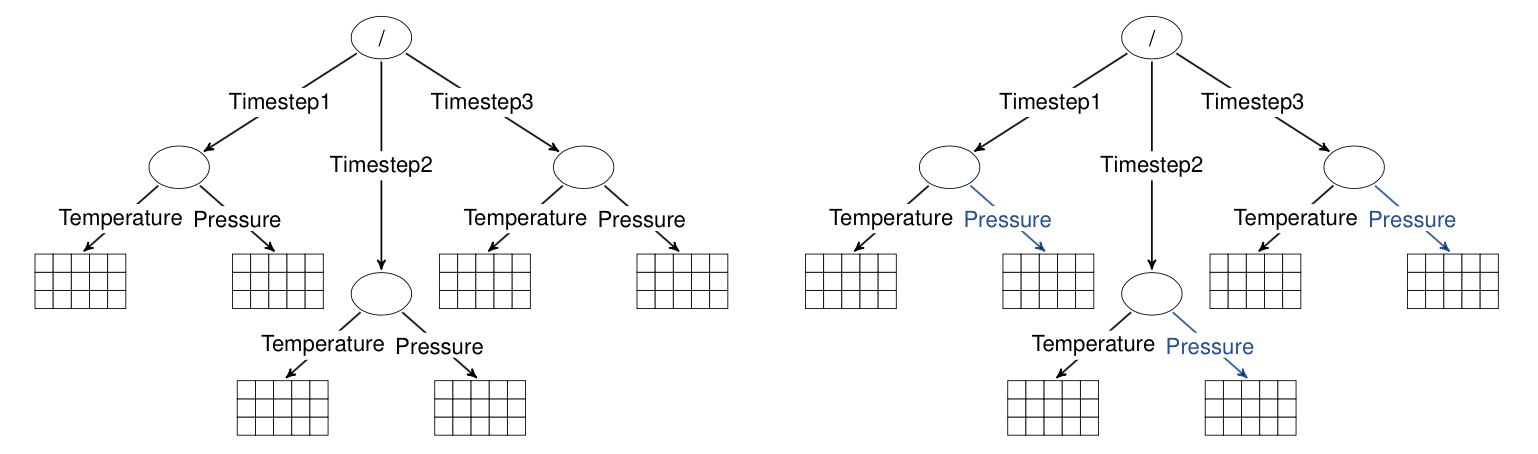 /
Timestep1
Timestep3
Timestep2
Temperature
Pressure
Temperature
Pressure
Temperature
Pressure
/
Timestep1
Timestep3
Timestep2
Temperature
Pressure
Temperature
Pressure
Temperature
Pressure